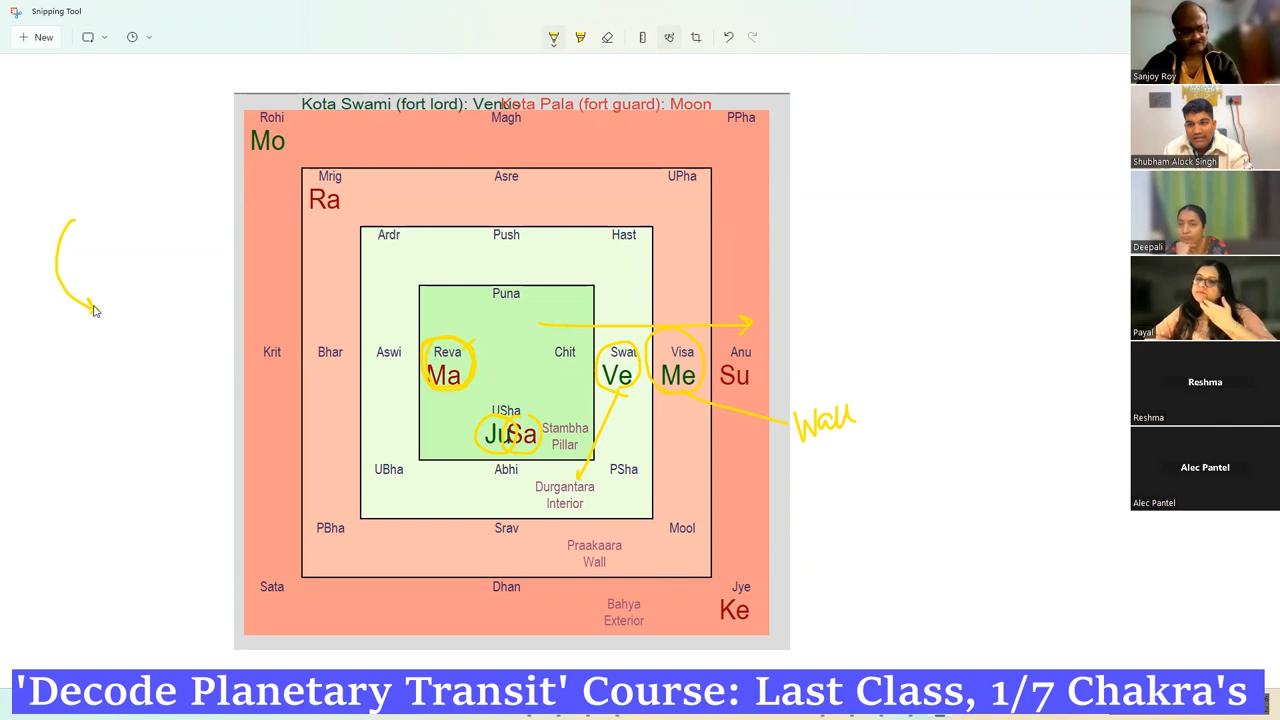 Snipping Tool
New
Kota Swami (fort lord): Venus
Kota Pala (fort guard): Moon
Rohi Magh PPha
Mo
Mrig Asre UPha
Ra
Ardr Push Hast
Puna
Krit Bhar Aswi Reva Chit Swat Visa Anu
Ma Ve Me Su
USha
Ju Sa
Stambha
Pillar
Wall
UBha Abhi PSha
Durgantara
Interior
PBha Srav Mool
Praakaara
Wall
Sata Dhan Jye
Bahya
Exterior
Ke
Sanjoy Roy
Shubham Alock Singh
Deepali
Payal
Reshma
Reshma
Alec Pantel
Alec Pantel
'Decode Planetary Transit' Course: Last Class, 1/7 Chakra's